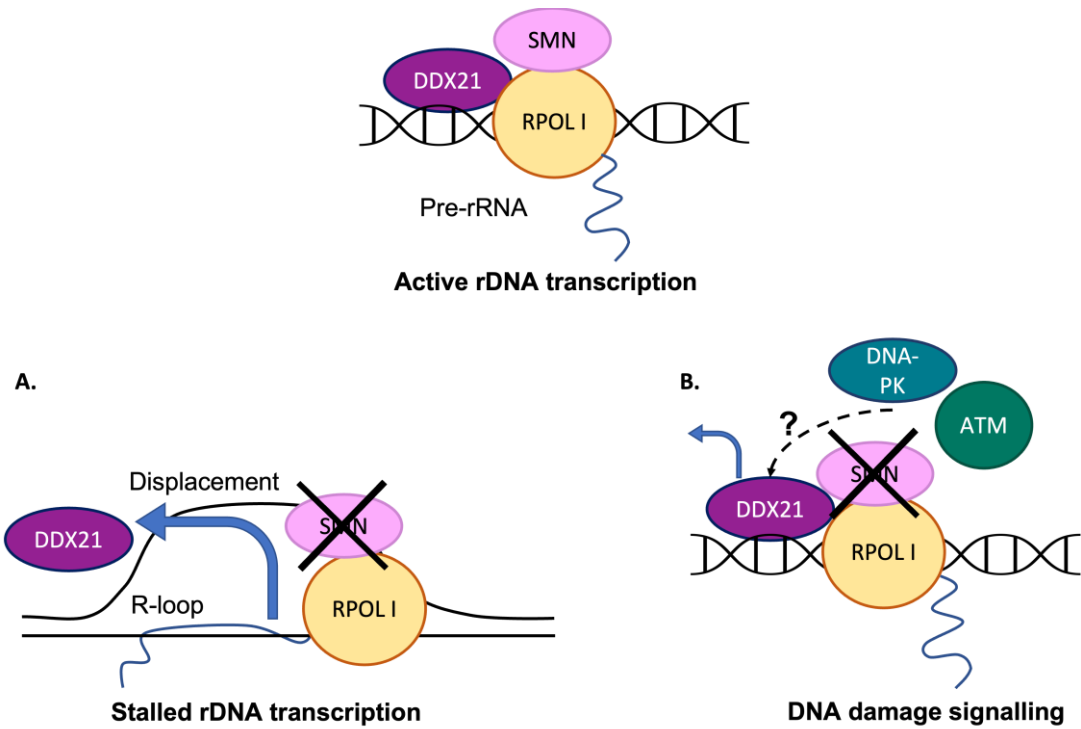 SMN
DDX21
RPOL I
Pre-rRNA
Active rDNA transcription
A.
Displacement
DDX21
SMN
R-loop
RPOL I
Stalled rDNA transcription
B.
DNA-
PK
?
ATM
SMN
DDX21
RPOL I
DNA damage signalling